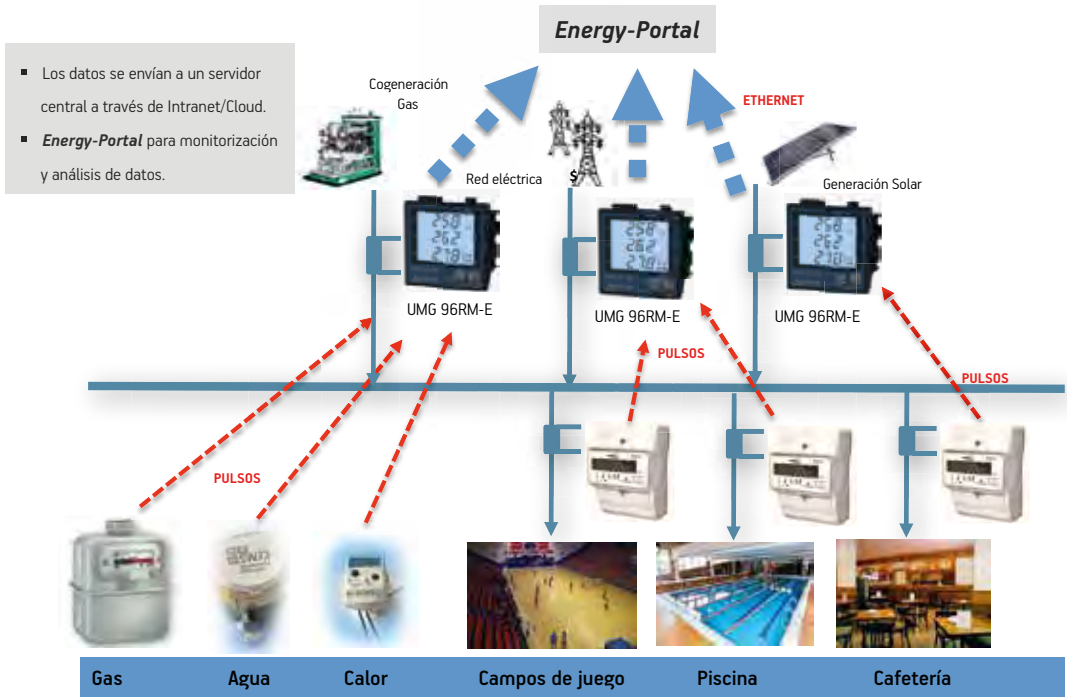 Energy-Portal
▪ Los datos se envían a un servidor
central a través de Intranet/Cloud.
▪ Energy-Portal para monitorización
y análisis de datos.
Cogeneración
Gas
ETHERNET
Red eléctrica
$
Generación Solar
UMG 96RM-E
UMG 96RM-E
UMG 96RM-E
PULSOS
PULSOS
PULSOS
Gas
Agua
Calor
Campos de juego
Piscina
Cafetería